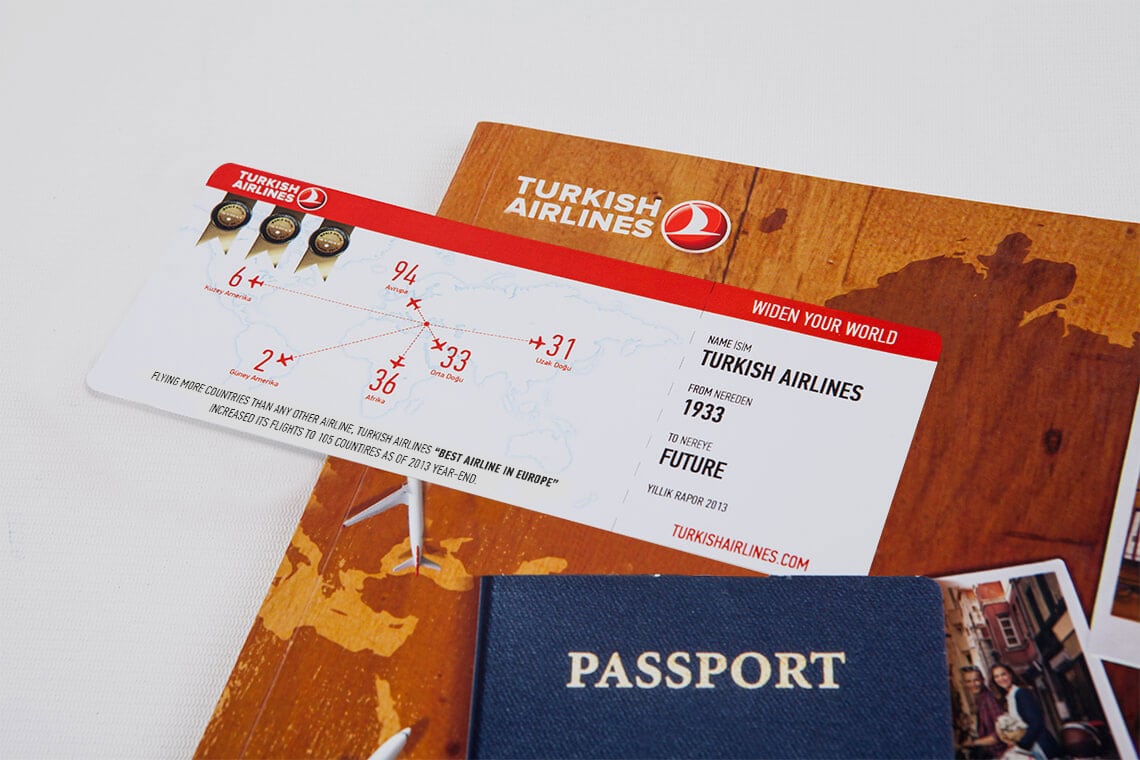 TURKISH
AIRLINES
TURKISH
AIRLINES
WIDEN YOUR WORLD
6
Kuzey Amerika
94
Avrupa
31
Uzak Doğu
2
Güney Amerika
36
Afrika
33
Orta Doğu
FLYING MORE COUNTRIES THAN ANY OTHER AIRLINE, TURKISH AIRLINES "BEST AIRLINE IN EUROPE"
INCREASED ITS FLIGHTS TO 105 COUNTIRES AS OF 2013 YEAR-END.
NAME İSİM
TURKISH AIRLINES
FROM NEREDEN
1933
TO NEREYE
FUTURE
YILLIK RAPOR 2013
TURKISHAIRLINES.COM
PASSPORT